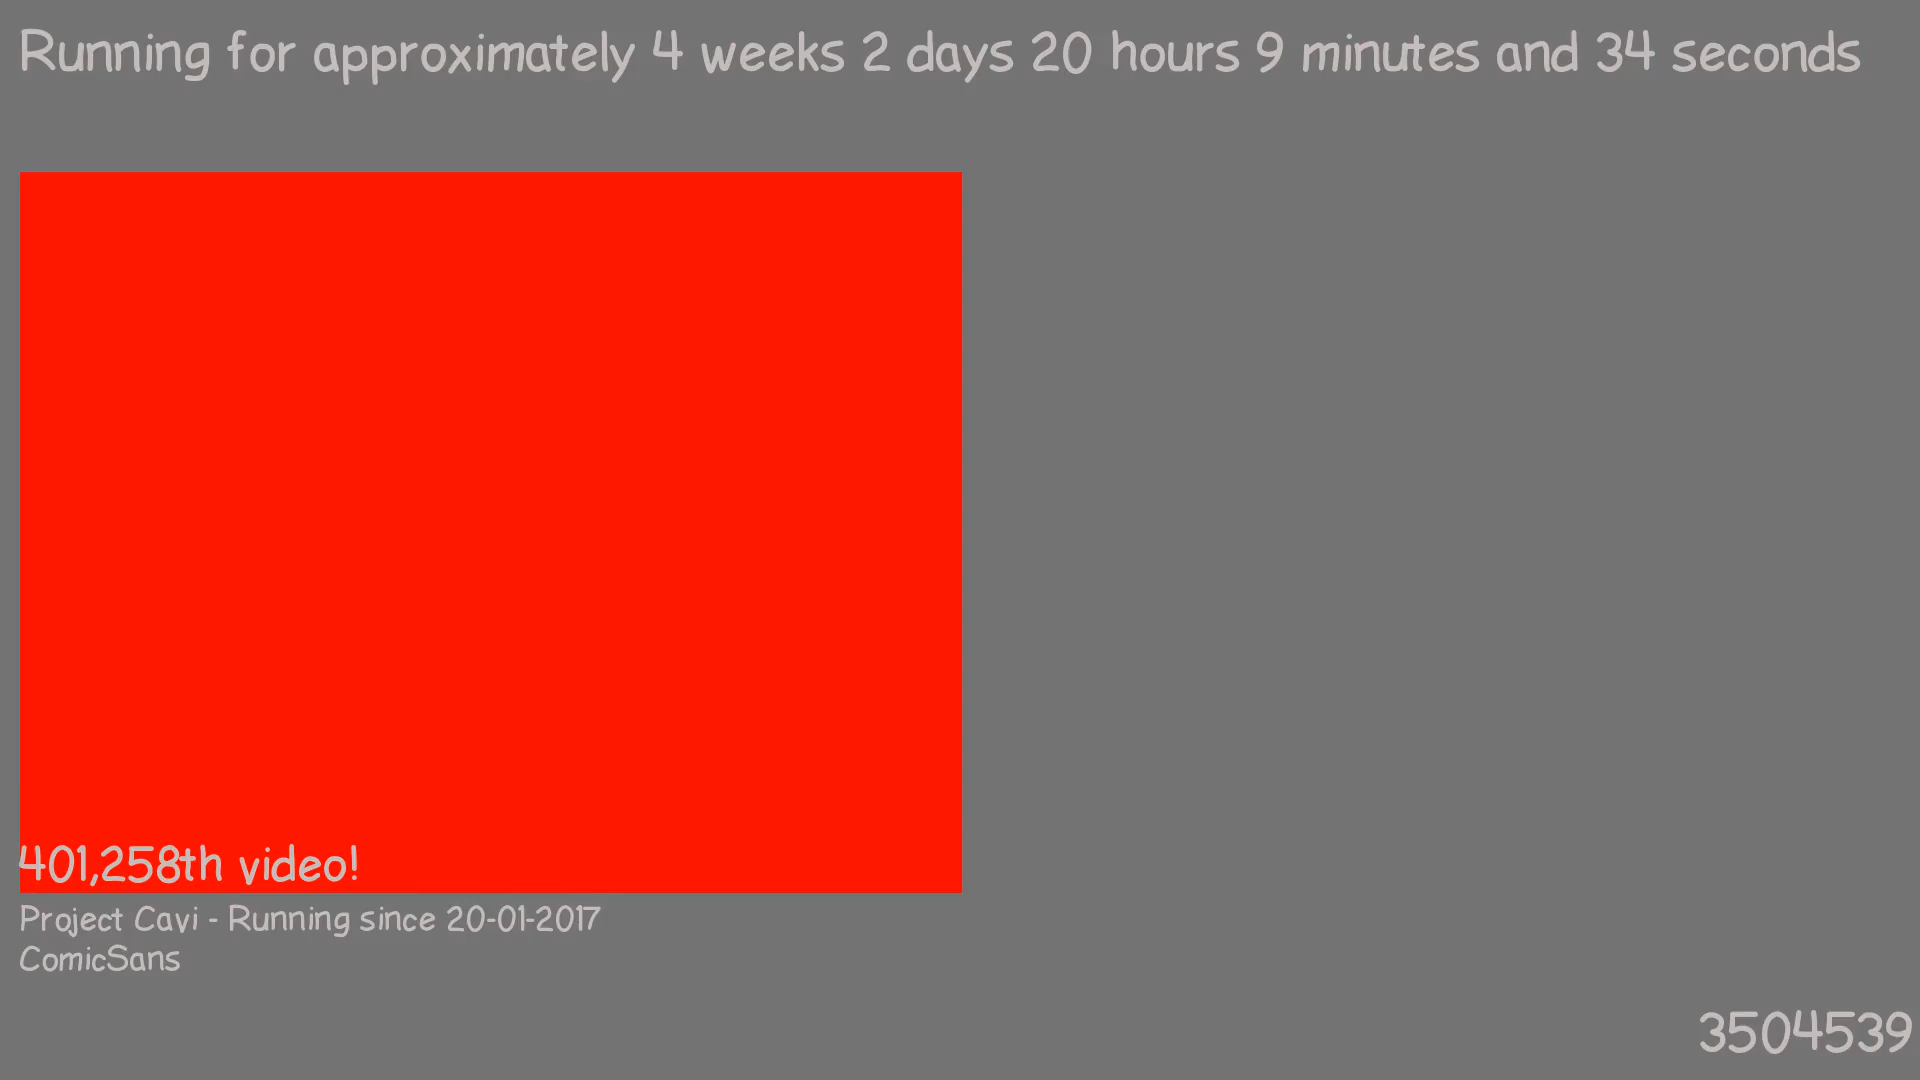 Running for approximately 4 weeks 2 days 20 hours 9 minutes and 34 seconds
401,258th video!
Project Cavi - Running since 20-01-2017
ComicSans
3504539